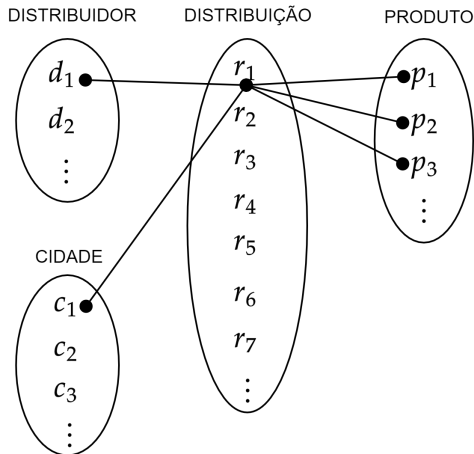 DISTRIBUIDOR
d₁
d₂
⋮
CIDADE
c₁
c₂
c₃
⋮
DISTRIBUIÇÃO
r₁
r₂
r₃
r₄
r₅
r₆
r₇
⋮
PRODUTO
p₁
p₂
p₃
⋮